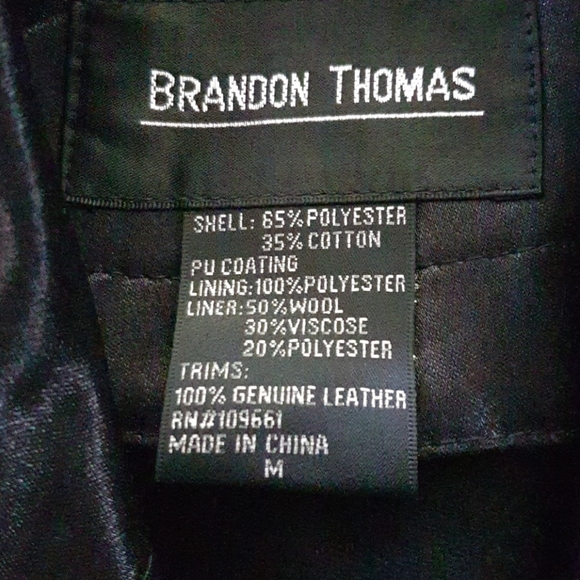 BRANDON THOMAS
SHELL: 65%POLYESTER
35%COTTON
PU COATING
LINING:100%POLYESTER
LINER:50%WOOL
30%VISCOSE
20%POLYESTER
TRIMS:
100% GENUINE LEATHER
RN#109661
MADE IN CHINA
M